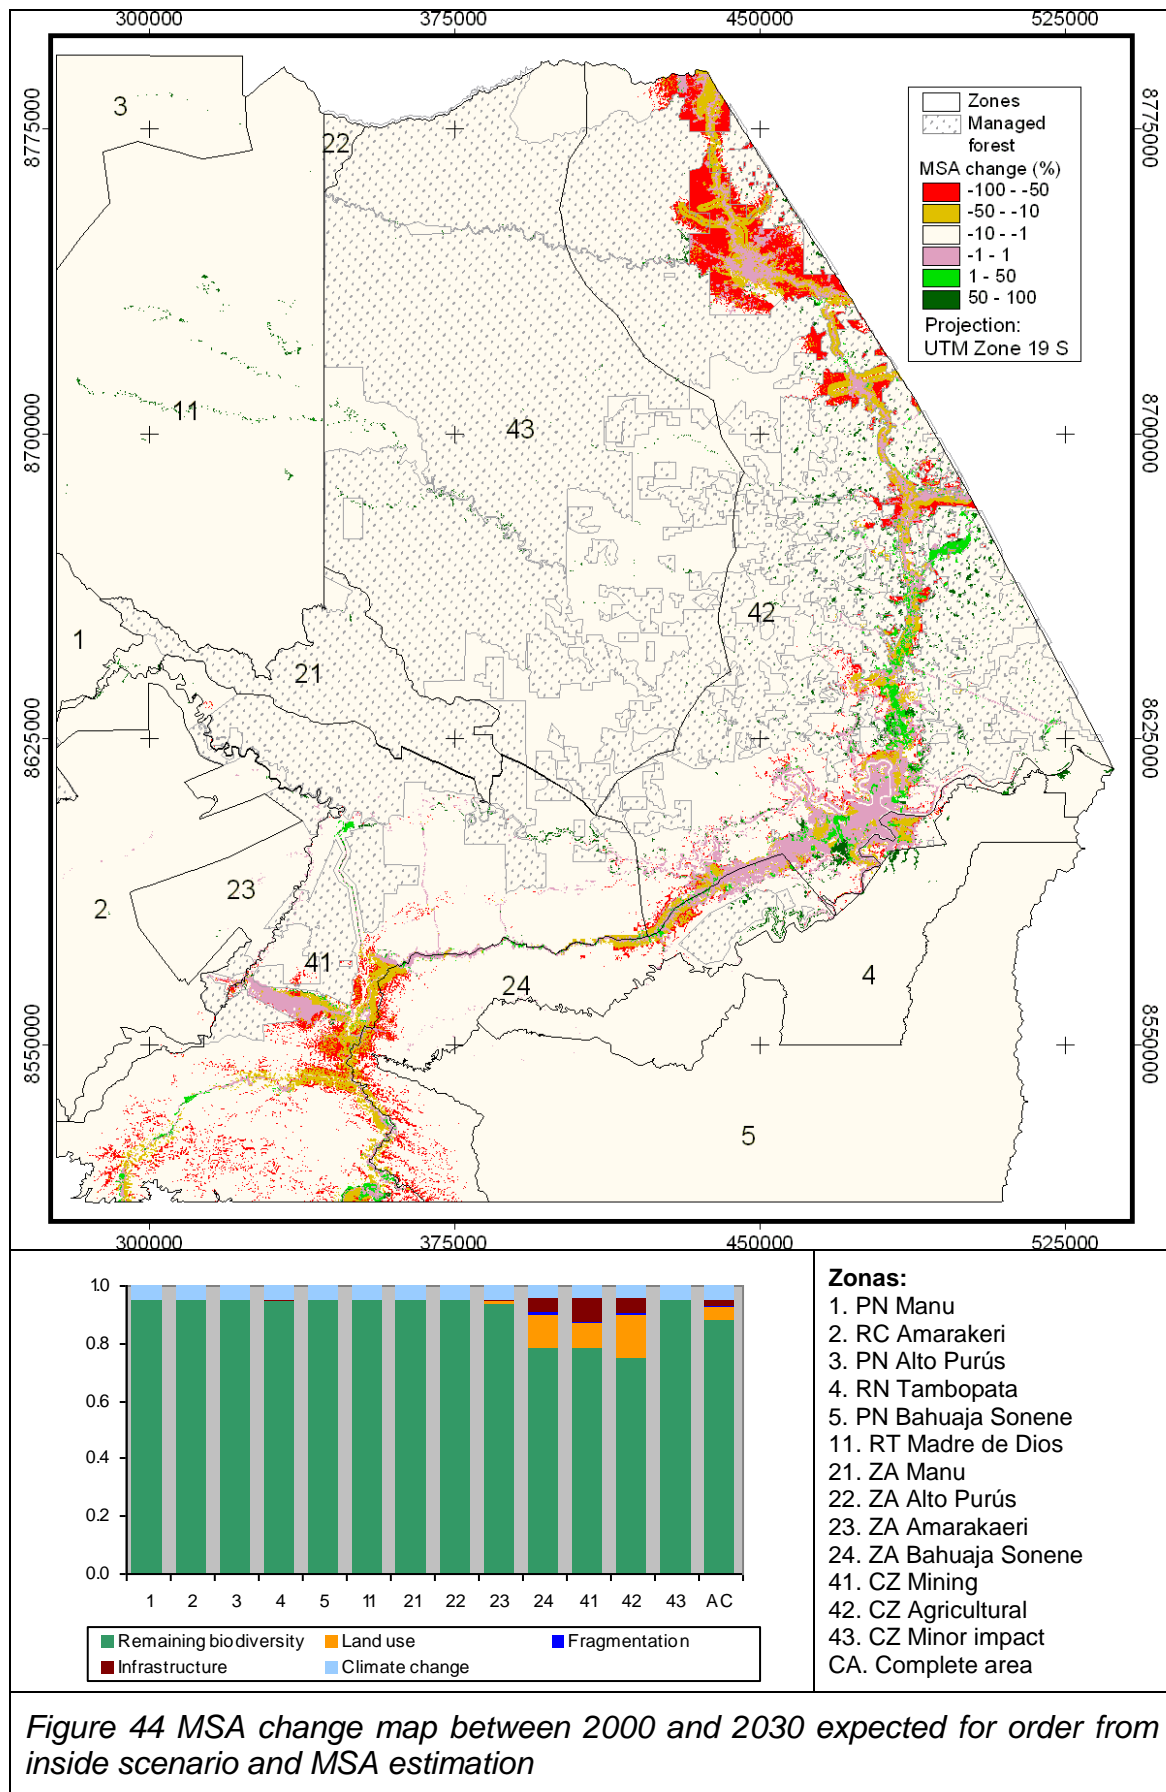 300000 375000 450000 525000
8775000 8775000
8700000 8700000
8625000 8625000
8550000 8550000
3
22
11
43
42
1
21
23
2
41
24
4
5
Zones
Managed
forest
MSA change (%)
-100 - -50
-50 - -10
-10 - -1
-1 - 1
1 - 50
50 - 100
Projection:
UTM Zone 19 S
300000 375000 450000 525000
1.0
0.8
0.6
0.4
0.2
0.0
1 2 3 4 5 11 21 22 23 24 41 42 43 AC
Remaining biodiversity Land use Fragmentation
Infrastructure Climate change
Zonas:
1. PN Manu
2. RC Amarakeri
3. PN Alto Purús
4. RN Tambopata
5. PN Bahuaja Sonene
11. RT Madre de Dios
21. ZA Manu
22. ZA Alto Purús
23. ZA Amarakaeri
24. ZA Bahuaja Sonene
41. CZ Mining
42. CZ Agricultural
43. CZ Minor impact
CA. Complete area
Figure 44 MSA change map between 2000 and 2030 expected for order from
inside scenario and MSA estimation